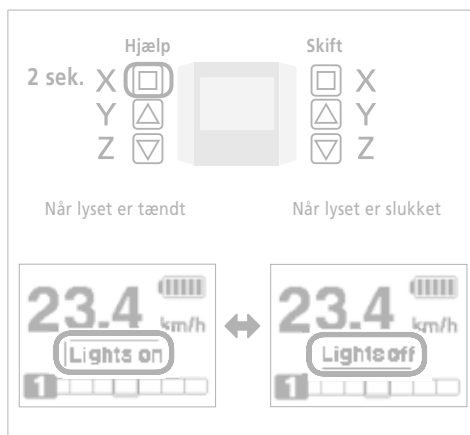 Hjælp Skift
2 sek. X X
Y Y
Z Z
Når lyset er tændt Når lyset er slukket
23.4 km/h 23.4 km/h
Lights on Lights off
1 1